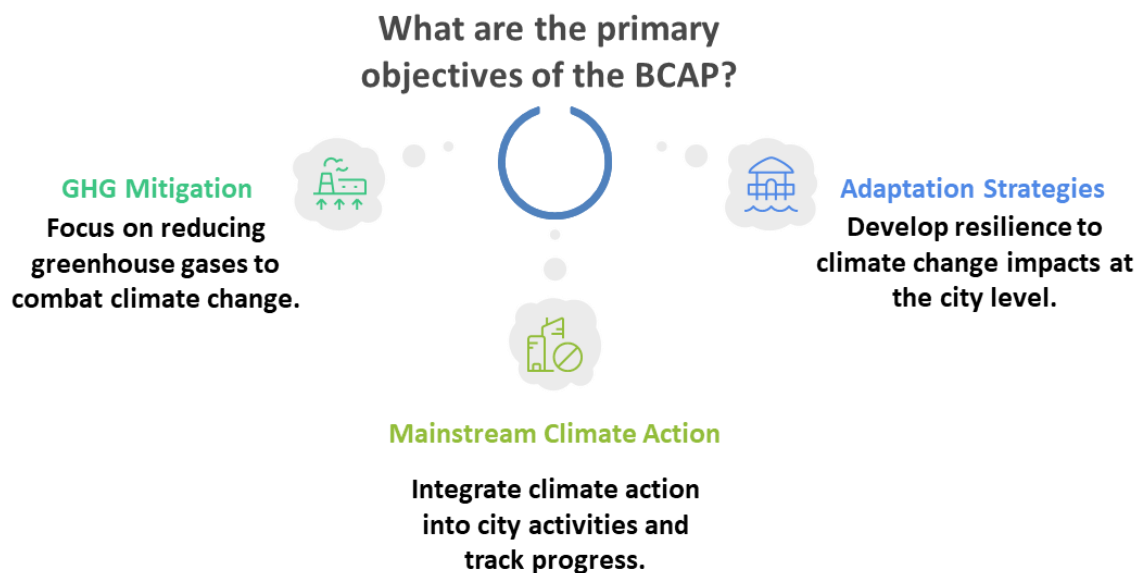 What are the primary
objectives of the BCAP?
GHG Mitigation
Focus on reducing
greenhouse gases to
combat climate change.
Adaptation Strategies
Develop resilience to
climate change impacts at
the city level.
Mainstream Climate Action
Integrate climate action
into city activities and
track progress.